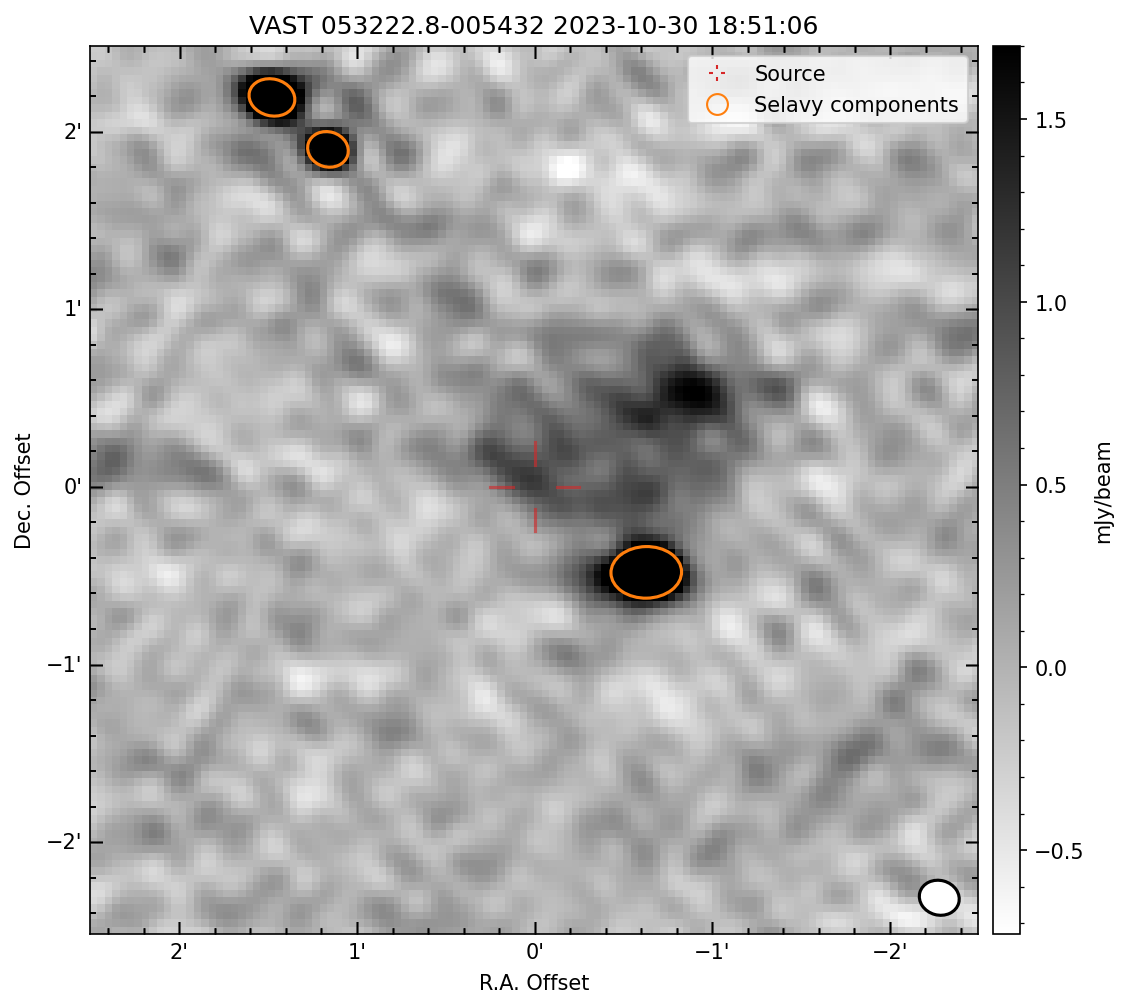 VAST 053222.8-005432 2023-10-30 18:51:06
Source
Selavy components
2'
1'
0'
−1'
−2'
Dec. Offset
2'
1'
0'
−1'
−2'
R.A. Offset
1.5
1.0
0.5
0.0
−0.5
mJy/beam